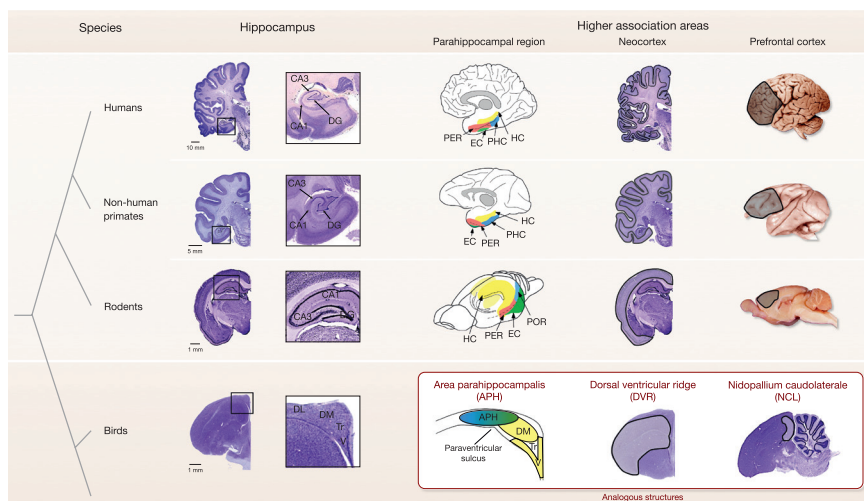 Species
Hippocampus
Higher association areas
Parahippocampal region
Neocortex
Prefrontal cortex
Humans
10 mm
CA3
CA1
DG
PER
EC
PHC
HC
Non-human
primates
5 mm
CA3
CA1
DG
HC
PHC
EC
PER
Rodents
1 mm
CA1
CA3
DG
HC
PER
EC
POR
Birds
1 mm
DL
DM
Tr
V
Area parahippocampalis
(APH)
APH
DM
Tr
V
Paraventricular
sulcus
Dorsal ventricular ridge
(DVR)
Nidopallium caudolaterale
(NCL)
Analogous structures